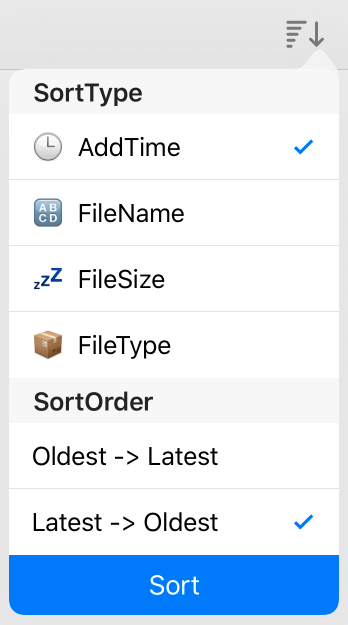 SortType
AddTime
FileName
FileSize
FileType
SortOrder
Oldest -> Latest
Latest -> Oldest
Sort